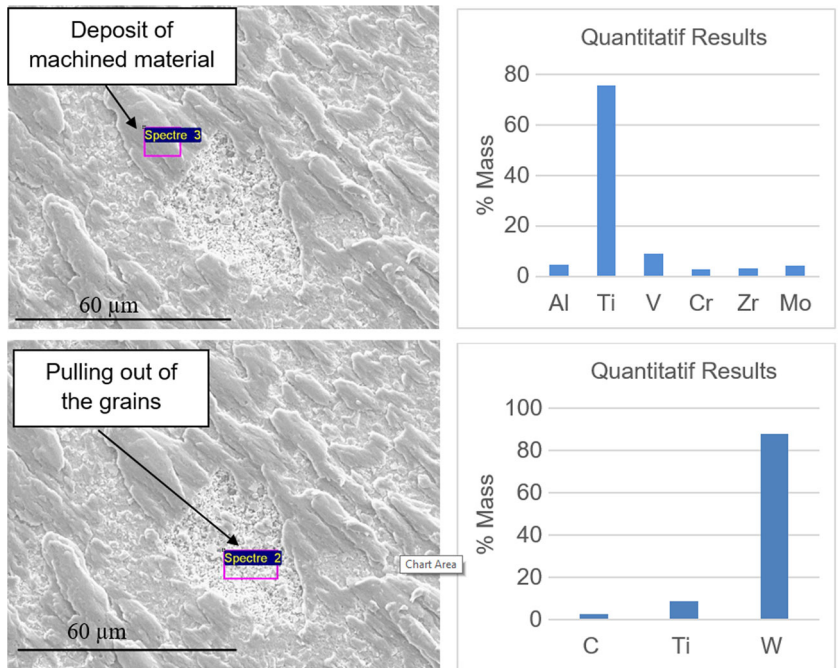 Deposit of
machined material
Spectre 3
60 µm
Quantitatif Results
% Mass
80
60
40
20
0
Al Ti V Cr Zr Mo
Pulling out of
the grains
Spectre 2
60 µm
Quantitatif Results
% Mass
100
80
60
40
20
0
C Ti W
Chart Area